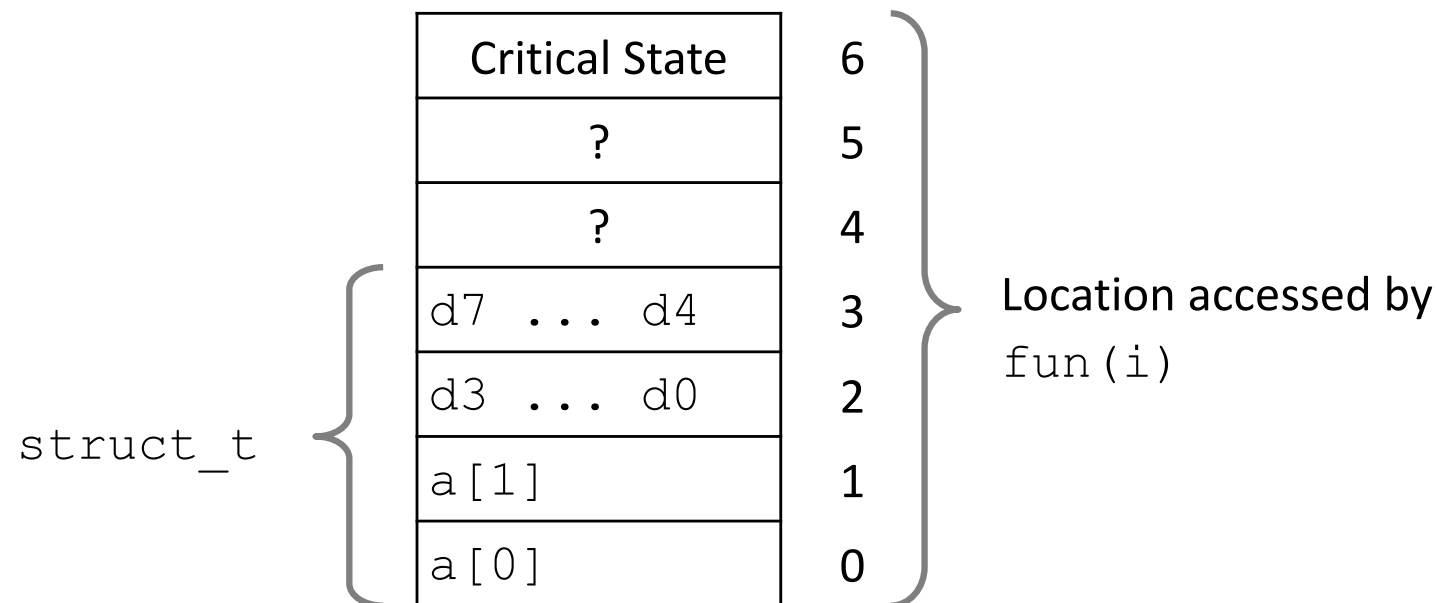 Critical State 6
? 5
? 4
d7 ... d4 3
d3 ... d0 2
a[1] 1
a[0] 0
struct_t
Location accessed by
fun(i)